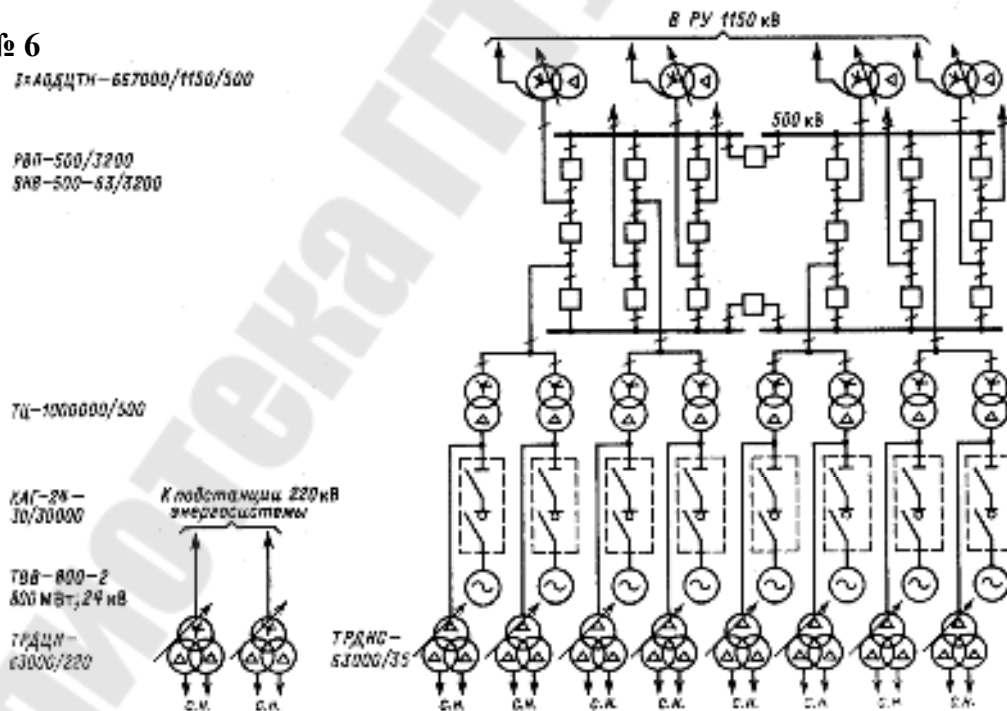 № 6
В РУ 1150 кВ
2×АОДЦТН-667000/1150/500
500 кВ
РВП-500/3200
ВНВ-500-63/3200
ТЦ-1000000/500
КАГ-24-
30/30000
К подстанции 220 кВ
энергосистемы
ТВВ-800-2
800 МВт; 24 кВ
ТРДЦН-
63000/220
ТРДНС-
63000/35
с.н. с.н. с.н. с.н. с.н. с.н. с.н. с.н. с.н. с.н.